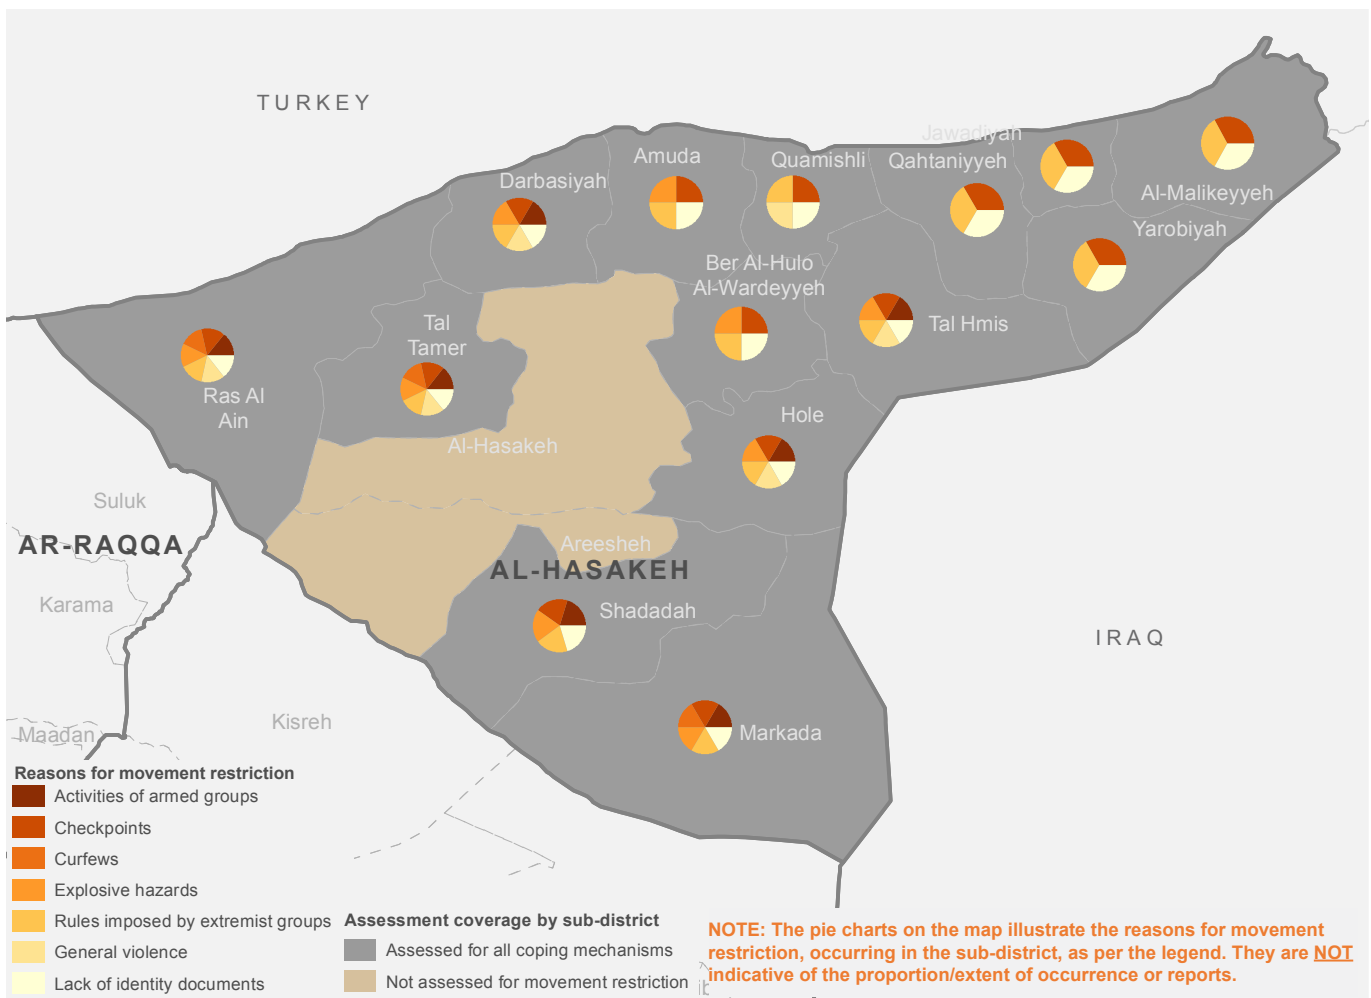 TURKEY
Jawadiyah
Amuda
Quamishli
Qahtaniyyeh
Darbasiyah
Al-Malikeyyeh
Yarobiyah
Ber Al-Hulo
Al-Wardeyyeh
Tal
Tamer
Tal Hmis
Ras Al
Ain
Hole
Al-Hasakeh
Suluk
AR-RAQQA
Areesheh
AL-HASAKEH
Karama
Shadadah
IRAQ
Kisreh
Maadan
Markada
Reasons for movement restriction
Activities of armed groups
Checkpoints
Curfews
Explosive hazards
Rules imposed by extremist groups
General violence
Lack of identity documents
Assessment coverage by sub-district
Assessed for all coping mechanisms
Not assessed for movement restriction
NOTE: The pie charts on the map illustrate the reasons for movement
restriction, occurring in the sub-district, as per the legend. They are NOT
indicative of the proportion/extent of occurrence or reports.